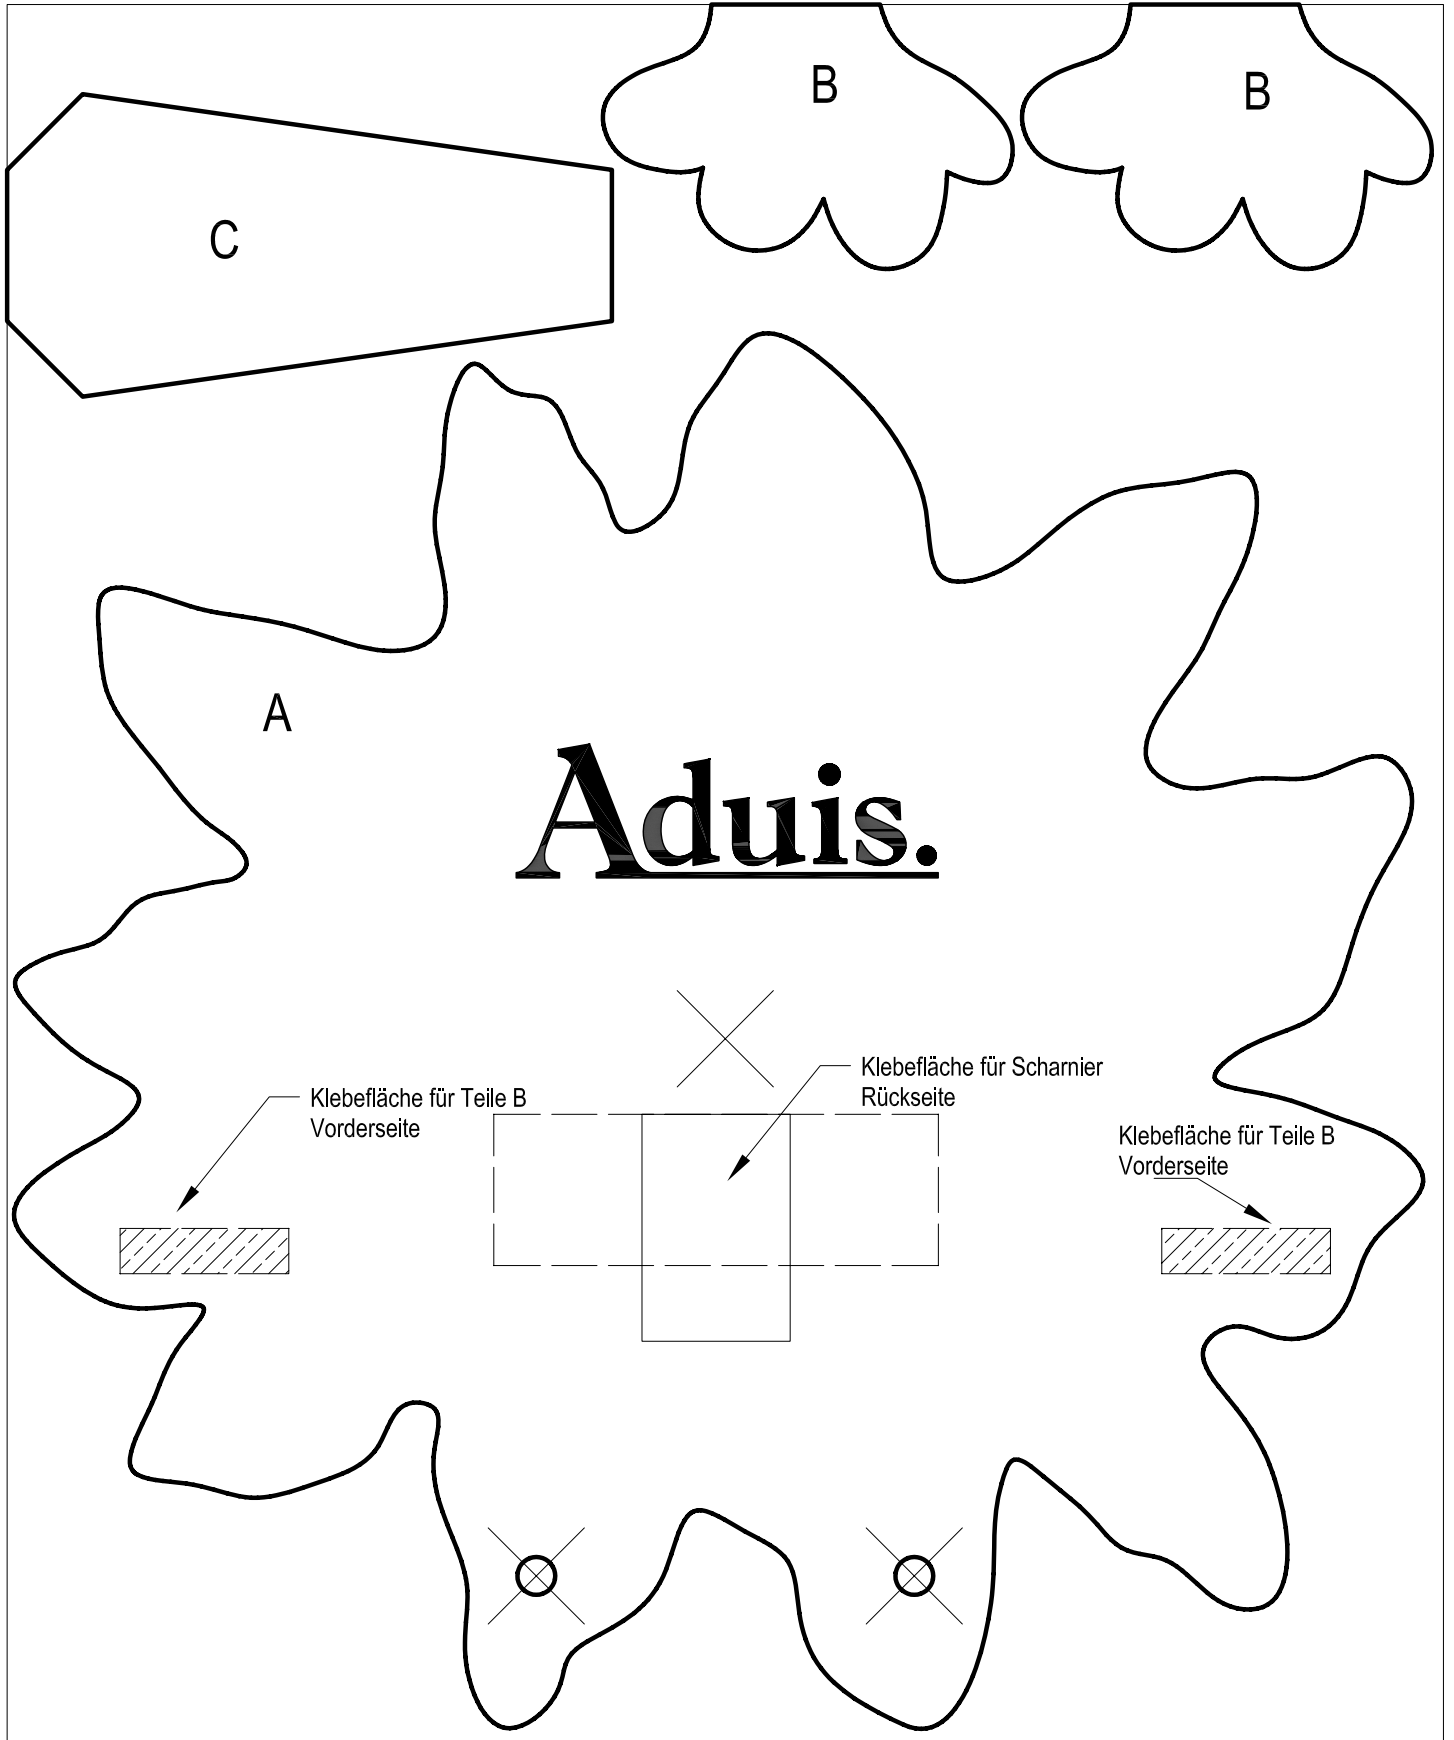 B
B
C
A
Aduis.
Klebefläche für Scharnier
Rückseite
Klebefläche für Teile B
Vorderseite
Klebefläche für Teile B
Vorderseite